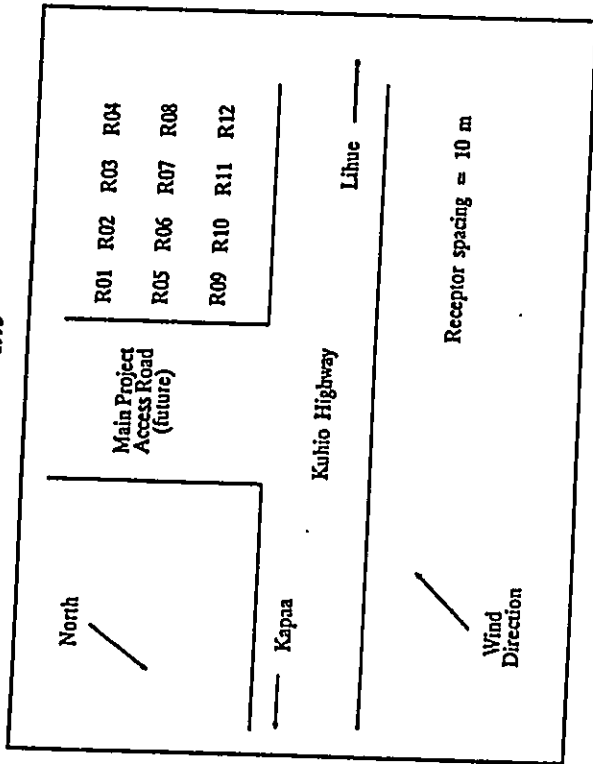 R01 R02 R03 R04
R05 R06 R07 R08
R09 R10 R11 R12
Main Project
Access Road
(future)
North
Kuhio Highway
Lihue
Kapaa
Receptor spacing = 10 m
Wind
Direction